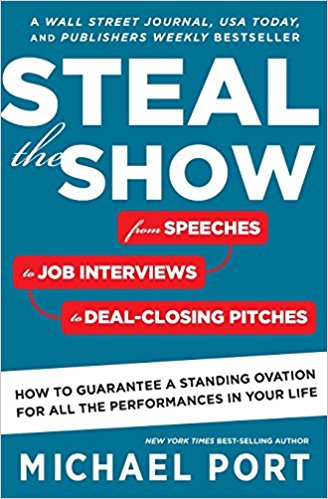 A WALL STREET JOURNAL, USA TODAY,
AND PUBLISHERS WEEKLY BESTSELLER
STEAL
the SHOW
from SPEECHES
to JOB INTERVIEWS
to DEAL-CLOSING PITCHES
HOW TO GUARANTEE A STANDING OVATION
FOR ALL THE PERFORMANCES IN YOUR LIFE
NEW YORK TIMES BEST-SELLING AUTHOR
MICHAEL PORT